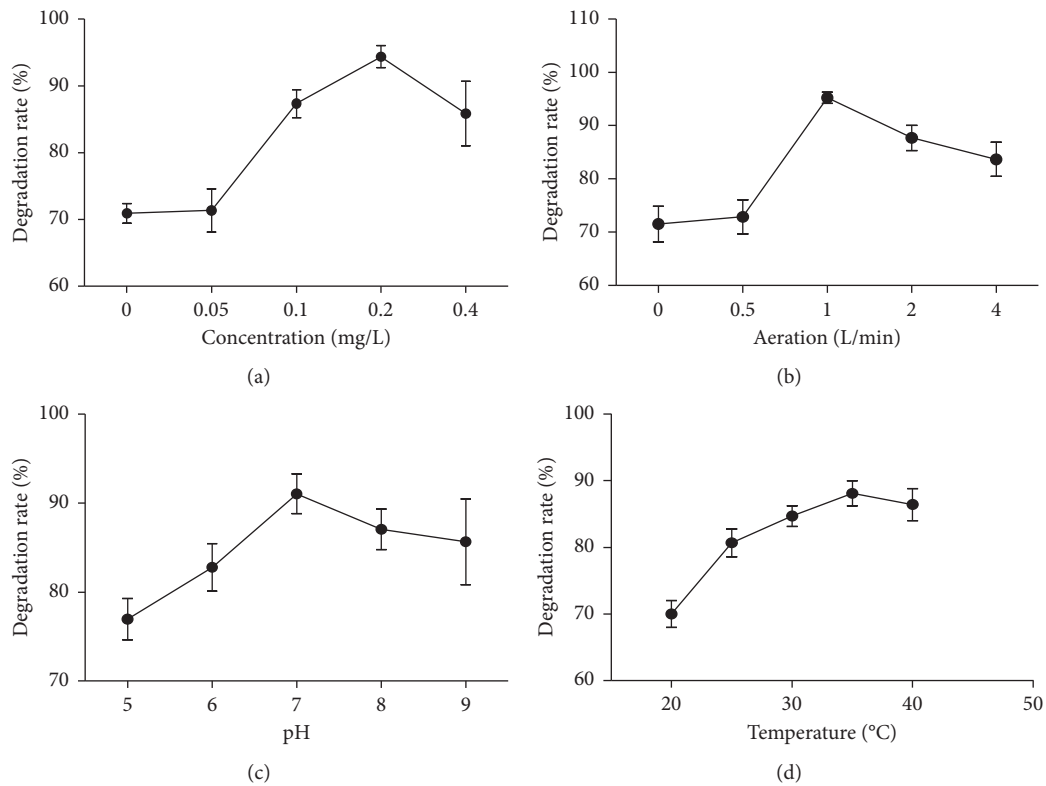 100
90
80
70
60
Degradation rate (%)
0 0.05 0.1 0.2 0.4
Concentration (mg/L)
(a)
110
100
90
80
70
60
Degradation rate (%)
0 0.5 1 2 4
Aeration (L/min)
(b)
100
90
80
70
Degradation rate (%)
5 6 7 8 9
pH
(c)
100
90
80
70
60
Degradation rate (%)
20 30 40 50
Temperature (°C)
(d)